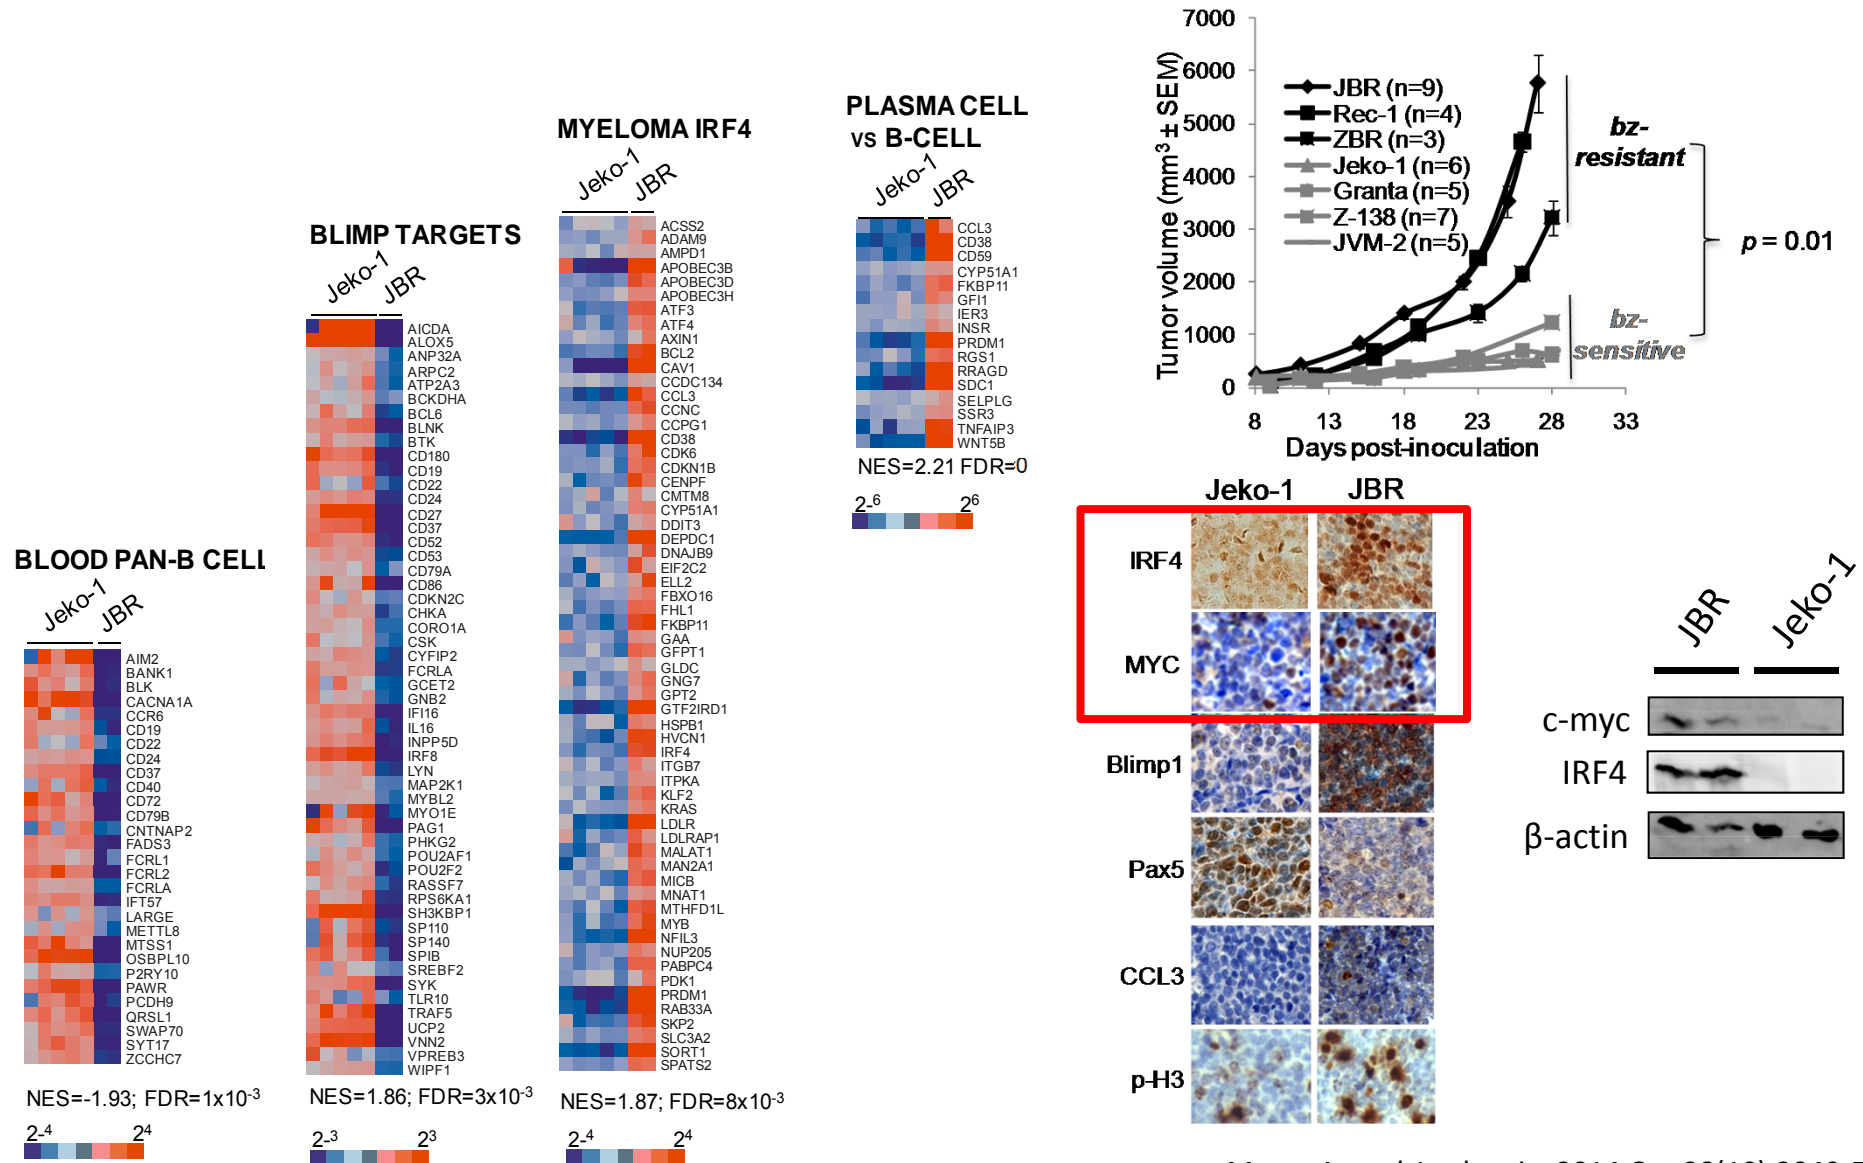 BLOOD PAN-B CELL
Jeko-1
JBR
AIM2
BANK1
BLK
CACNA1A
CCR6
CD19
CD22
CD24
CD37
CD40
CD72
CD79B
CNTNAP2
FADS3
FCRL1
FCRL2
FCRLA
IFT57
LARGE
METTL8
MTSS1
OSBPL10
P2RY10
PAWR
PCDH9
QRSL1
SWAP70
SYT17
ZCCHC7
NES=-1.93; FDR=1x10-3
2-4 24
BLIMP TARGETS
Jeko-1
JBR
AICDA
ALOX5
ANP32A
ARPC2
ATP2A3
BCKDHA
BCL6
BLNK
BTK
CD180
CD19
CD22
CD24
CD27
CD37
CD52
CD53
CD79A
CD86
CDKN2C
CHKA
CORO1A
CSK
CYFIP2
FCRLA
GCET2
GNB2
IFI16
IL16
INPP5D
IRF8
LYN
MAP2K1
MYBL2
MYO1E
PAG1
PHKG2
POU2AF1
POU2F2
RASSF7
RPS6KA1
SH3KBP1
SP110
SP140
SPIB
SREBF2
SYK
TLR10
TRAF5
UCP2
VNN2
VPREB3
WIPF1
NES=1.86; FDR=3x10-3
2-3 23
MYELOMA IRF4
Jeko-1
JBR
ACSS2
ADAM9
AMPD1
APOBEC3B
APOBEC3D
APOBEC3H
ATF3
ATF4
AXIN1
BCL2
CAV1
CCDC134
CCL3
CCNC
CCPG1
CD38
CDK6
CDKN1B
CENPF
CMTM8
CYP51A1
DDIT3
DEPDC1
DNAJB9
EIF2C2
ELL2
FBXO16
FHL1
FKBP11
GAA
GFPT1
GLDC
GNG7
GPT2
GTF2IRD1
HSPB1
HVCN1
IRF4
ITGB7
ITPKA
KLF2
KRAS
LDLR
LDLRAP1
MALAT1
MAN2A1
MICB
MNAT1
MTHFD1L
MYB
NFIL3
NUP205
PABPC4
PDK1
PRDM1
RAB33A
SKP2
SLC3A2
SORT1
SPATS2
NES=1.87; FDR=8x10-3
2-4 24
PLASMA CELL
VS B-CELL
Jeko-1
JBR
CCL3
CD38
CD59
CYP51A1
FKBP11
GFI1
IER3
INSR
PRDM1
RGS1
RRAGD
SDC1
SELPLG
SSR3
TNFAIP3
WNT5B
NES=2.21 FDR=0
2-6 26
Tumor volume (mm3 ± SEM)
7000
6000
5000
4000
3000
2000
1000
0
JBR (n=9)
Rec-1 (n=4)
ZBR (n=3)
Jeko-1 (n=6)
Granta (n=5)
Z-138 (n=7)
JVM-2 (n=5)
bz-
resistant
p = 0.01
bz-
sensitive
8 13 18 23 28 33
Days post-inoculation
Jeko-1 JBR
IRF4
MYC
Blimp1
Pax5
CCL3
p-H3
JBR
Jeko-1
c-myc
IRF4
β-actin